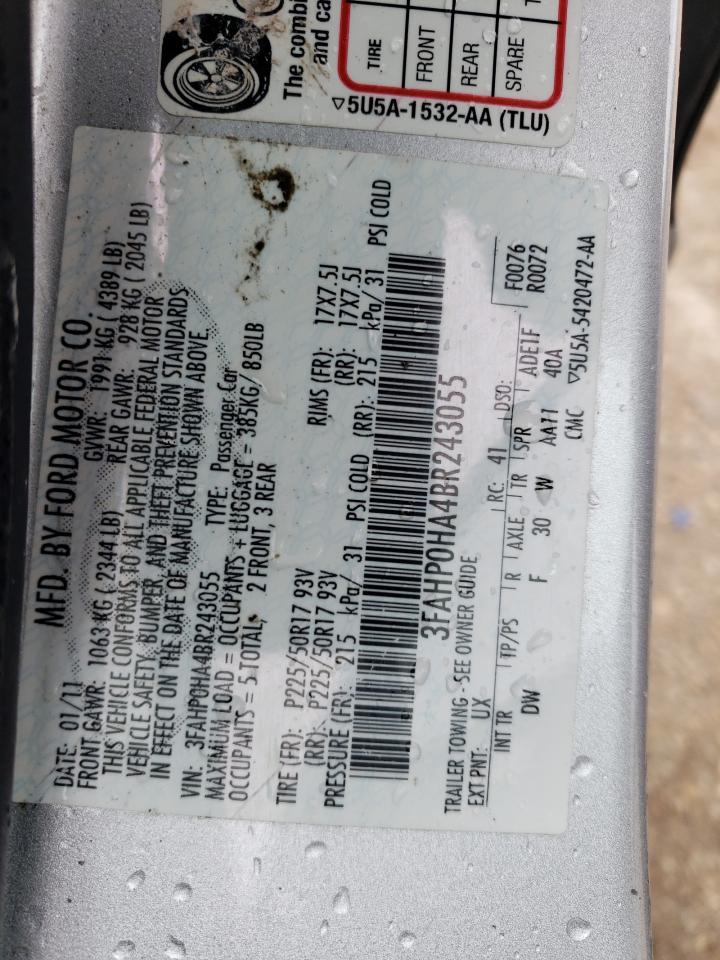 The combi
and ca
TIRE
FRONT
REAR
SPARE
▽5U5A-1532-AA (TLU)
MFD. BY FORD MOTOR CO.
DATE: 01/11 GVWR: 1991 KG ( 4389 LB)
FRONT GAWR: 1063 KG ( 2344 LB) REAR GAWR: 928 KG ( 2045 LB)
THIS VEHICLE CONFORMS TO ALL APPLICABLE FEDERAL MOTOR
VEHICLE SAFETY, BUMPER, AND THEFT PREVENTION STANDARDS
IN EFFECT ON THE DATE OF MANUFACTURE SHOWN ABOVE.
VIN: 3FAHP0HA4BR243055 TYPE: Passenger Car
MAXIMUM LOAD = OCCUPANTS + LUGGAGE = 385KG/ 850LB
OCCUPANTS = 5 TOTAL, 2 FRONT, 3 REAR
TIRE (FR): P225/50R17 93V RIMS (FR): 17X7.5J
(RR): P225/50R17 93V (RR): 17X7.5J
PRESSURE (FR): 215 kPa/ 31 PSI COLD (RR): 215 kPa/ 31 PSI COLD
3FAHP0HA4BR243055
TRAILER TOWING - SEE OWNER GUIDE
EXT PNT: UX RC: 41 DSO: F0076
R0072
INT TR TP/PS R AXLE TR SPR ADE1F
DW F 30 W AA11 40A
CMC ▽5U5A-5420472-AA